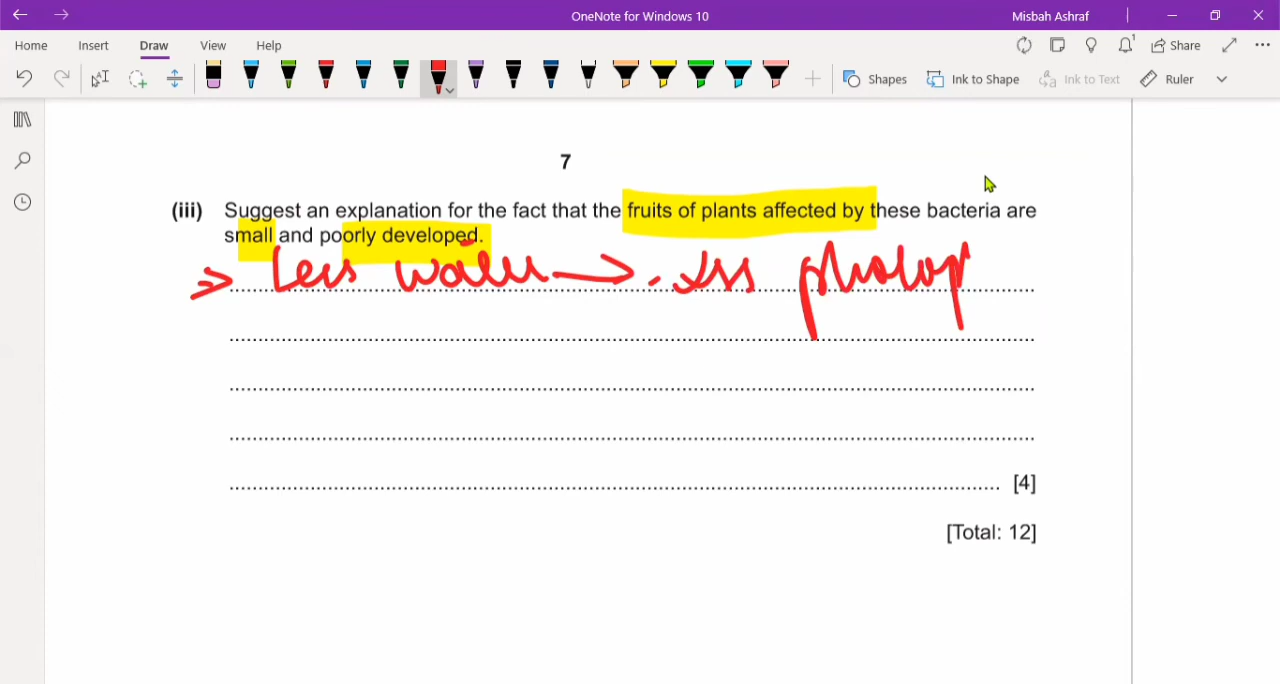 OneNote for Windows 10
Misbah Ashraf
Home Insert Draw View Help
1 Share
Shapes Ink to Shape Ink to Text Ruler
7
(iii) Suggest an explanation for the fact that the fruits of plants affected by these bacteria are
small and poorly developed.
Less water → less
[4]
[Total: 12]